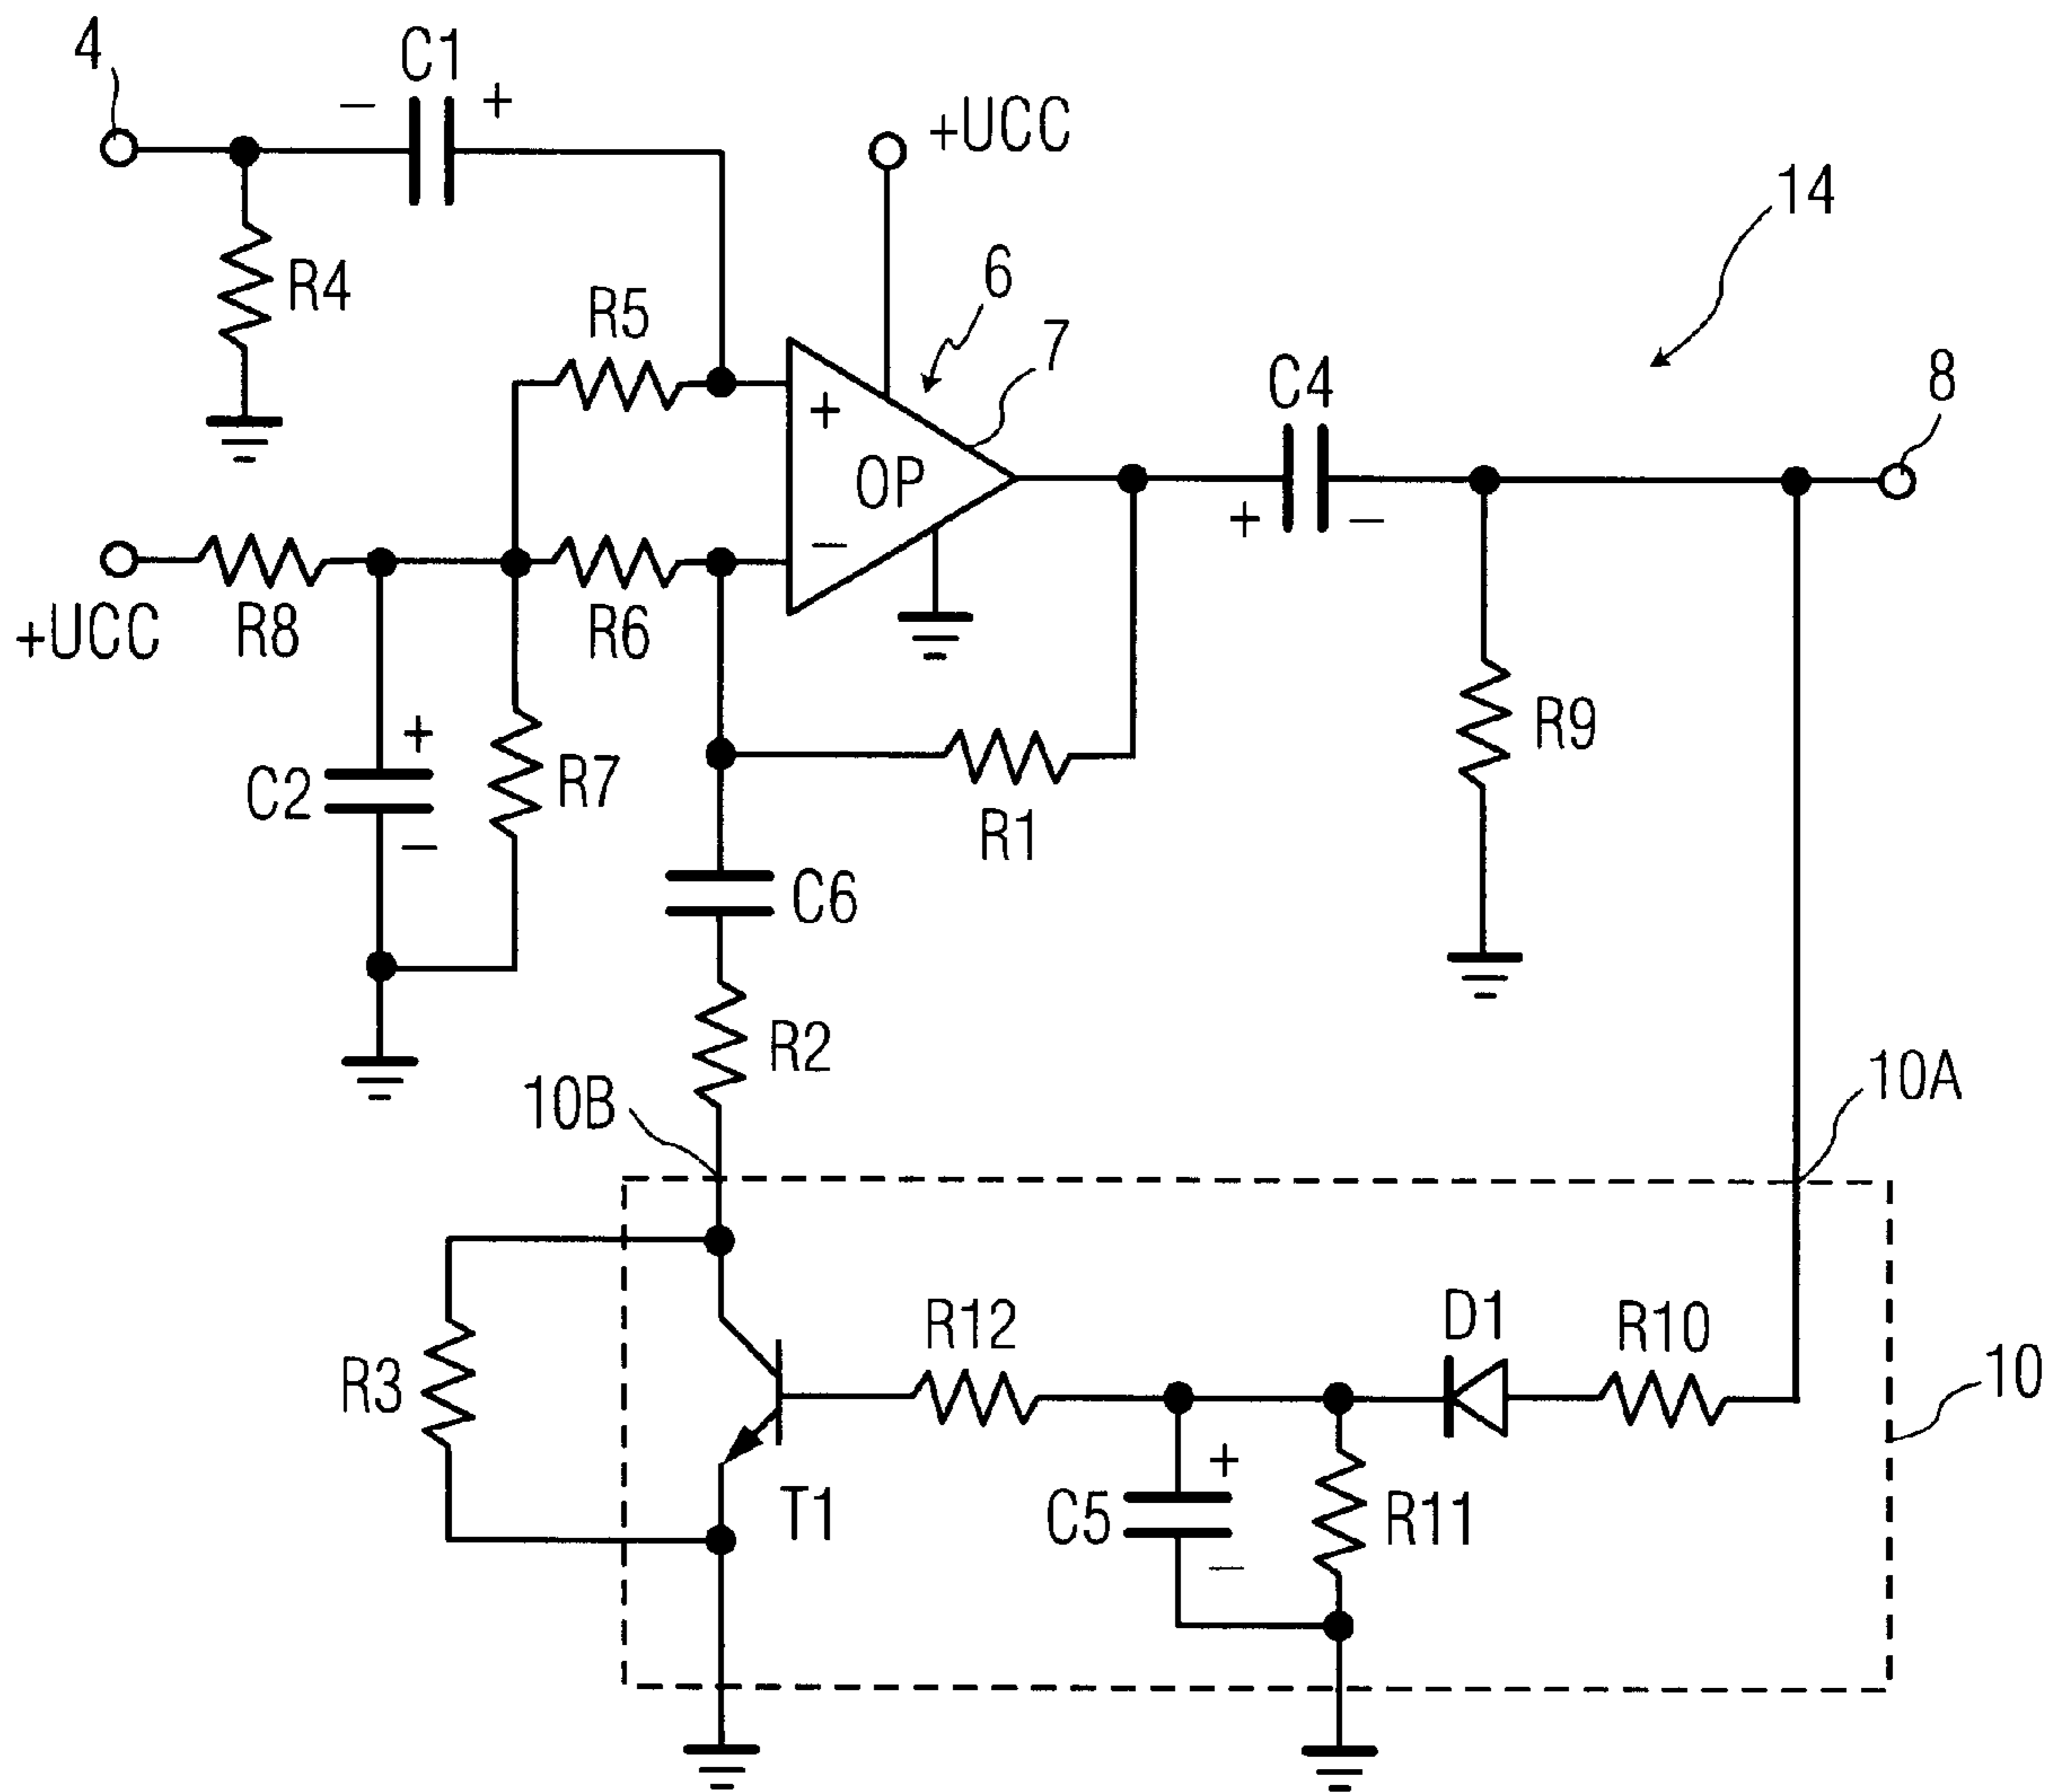 4
C1
− +
+UCC
14
R4
6
R5
7
+
OP
−
C4
8
+ −
+UCC
R8
R6
+
C2
−
R7
R1
R9
C6
R2
10B
10A
R12
D1
R10
R3
10
+
T1
C5
−
R11